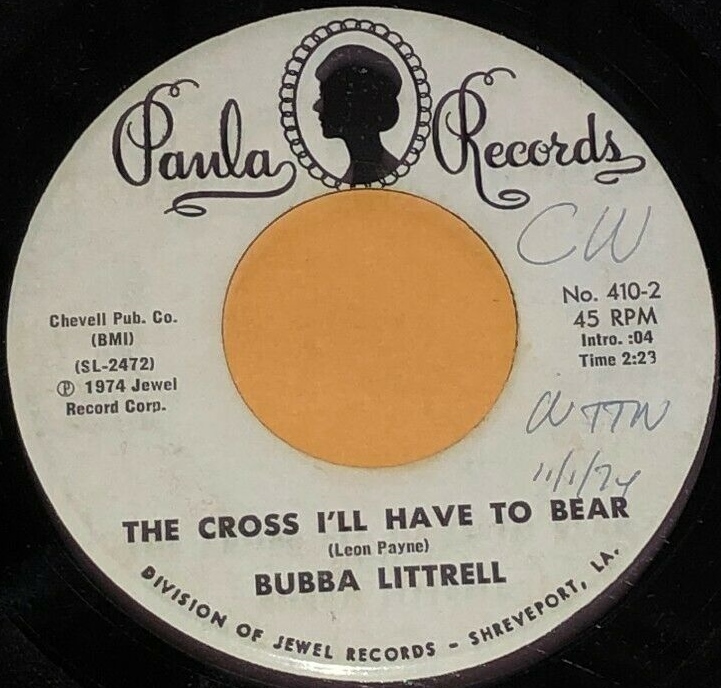 Paula Records
CW
No. 410-2
45 RPM
Intro. :04
Time 2:23
Chevell Pub. Co.
(BMI)
(SL-2472)
Ⓟ 1974 Jewel
Record Corp.
WTTN
11/1/74
THE CROSS I'LL HAVE TO BEAR
(Leon Payne)
BUBBA LITTRELL
DIVISION OF JEWEL RECORDS - SHREVEPORT, LA.